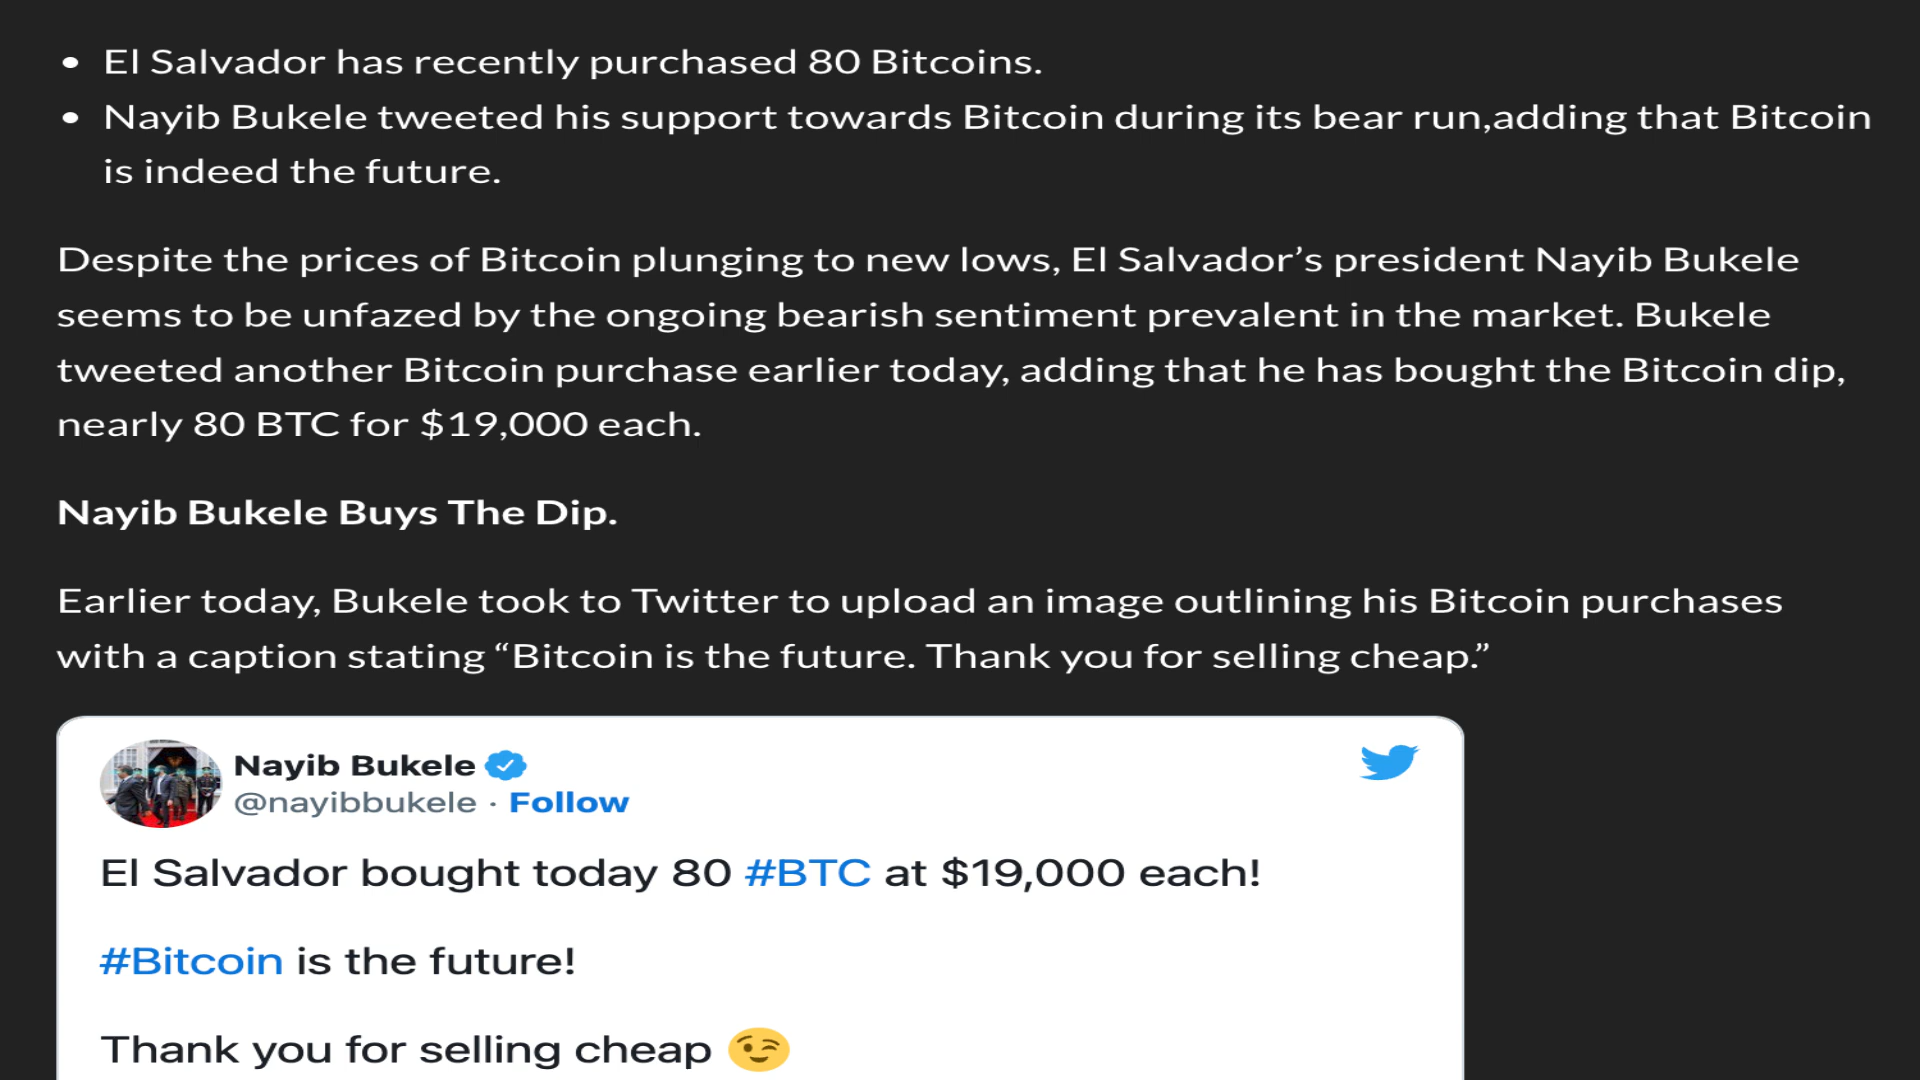 • El Salvador has recently purchased 80 Bitcoins.
• Nayib Bukele tweeted his support towards Bitcoin during its bear run,adding that Bitcoin
is indeed the future.
Despite the prices of Bitcoin plunging to new lows, El Salvador’s president Nayib Bukele
seems to be unfazed by the ongoing bearish sentiment prevalent in the market. Bukele
tweeted another Bitcoin purchase earlier today, adding that he has bought the Bitcoin dip,
nearly 80 BTC for $19,000 each.
Nayib Bukele Buys The Dip.
Earlier today, Bukele took to Twitter to upload an image outlining his Bitcoin purchases
with a caption stating “Bitcoin is the future. Thank you for selling cheap.”
Nayib Bukele
@nayibbukele · Follow
El Salvador bought today 80 #BTC at $19,000 each!
#Bitcoin is the future!
Thank you for selling cheap 😉